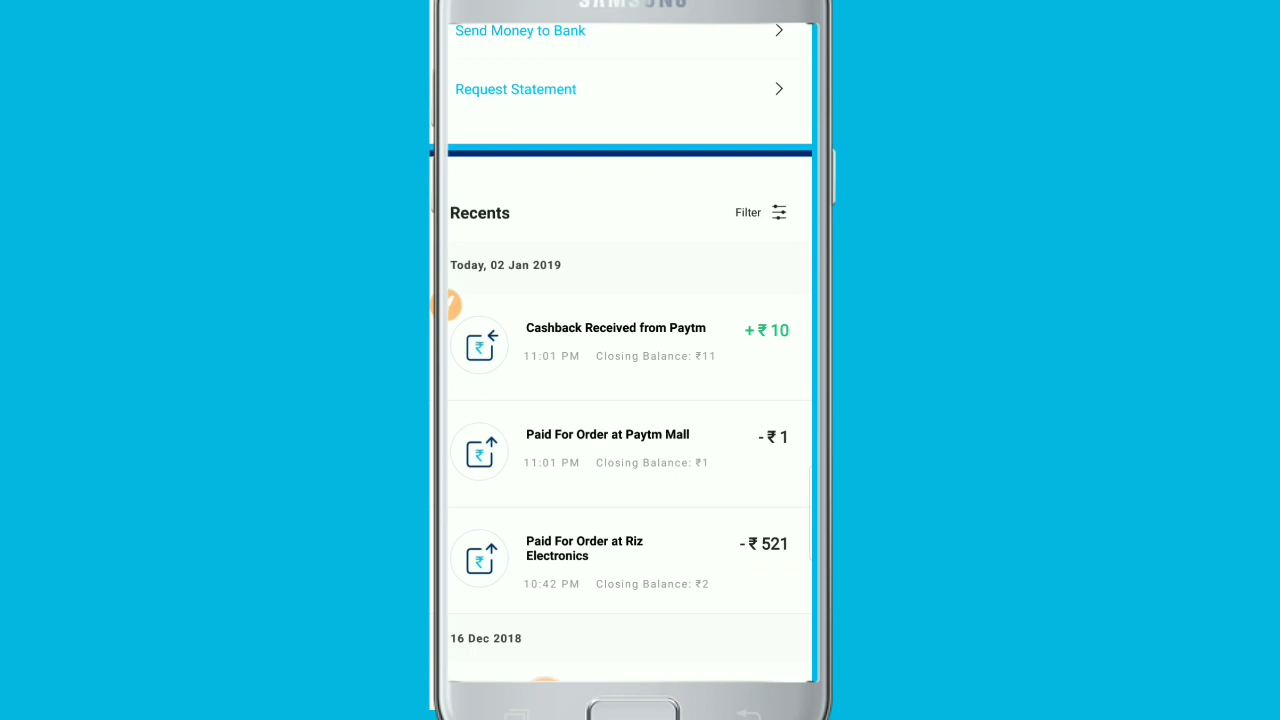 SAMSUNG
Send Money to Bank
Request Statement
Recents
Filter
Today, 02 Jan 2019
Cashback Received from Paytm
+ ₹ 10
11:01 PM Closing Balance: ₹11
Paid For Order at Paytm Mall
- ₹ 1
11:01 PM Closing Balance: ₹1
Paid For Order at Riz
Electronics
- ₹ 521
10:42 PM Closing Balance: ₹2
16 Dec 2018